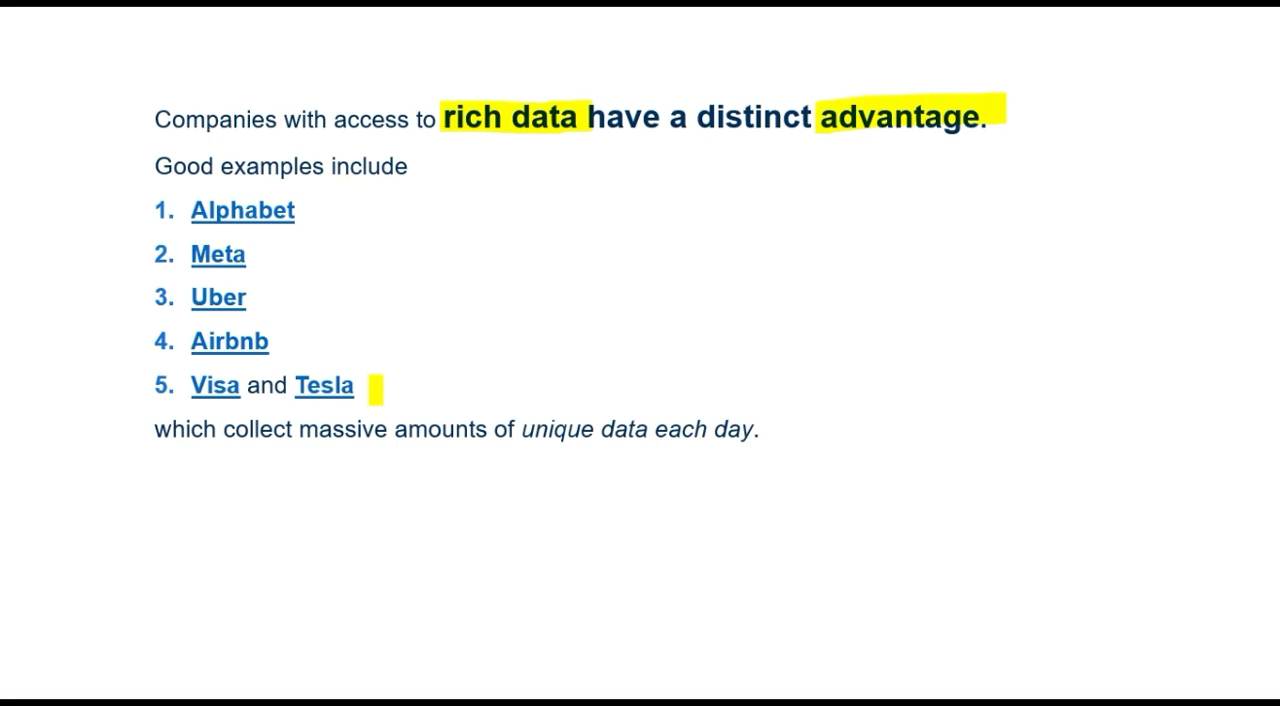 Companies with access to rich data have a distinct advantage.
Good examples include
1. Alphabet
2. Meta
3. Uber
4. Airbnb
5. Visa and Tesla
which collect massive amounts of unique data each day.